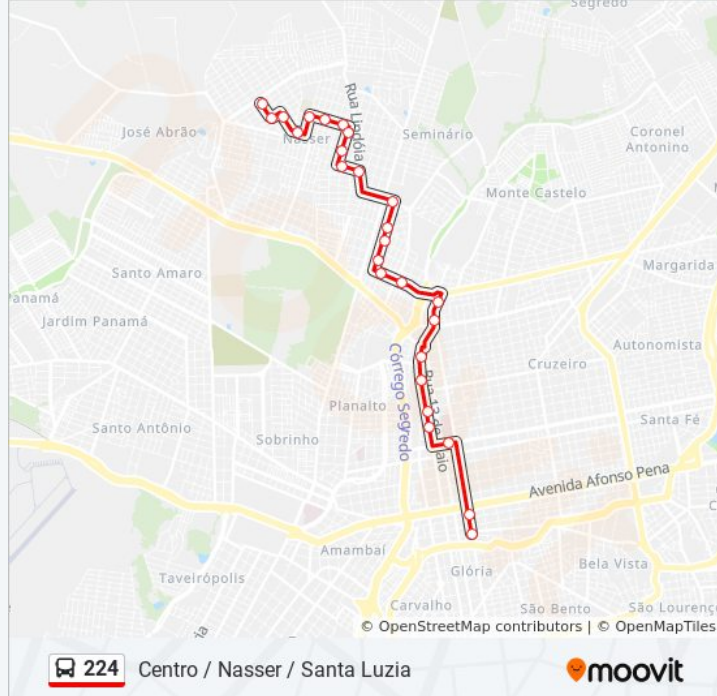 Segredo
Rua Lindóia
José Abrão
Nasser
Seminário
Coronel
Antonino
Monte Castelo
Santo Amaro
Margarida
Panamá
Jardim Panamá
Autonomista
Córrego Segredo
Cruzeiro
Rua 13 de Maio
Planalto
Santa Fé
Santo Antônio
Sobrinho
Avenida Afonso Pena
Amambaí
Glória
Bela Vista
Taveirópolis
Carvalho
São Bento
São Lourenço
© OpenStreetMap contributors | © OpenMapTiles
224 Centro / Nasser / Santa Luzia
moovit